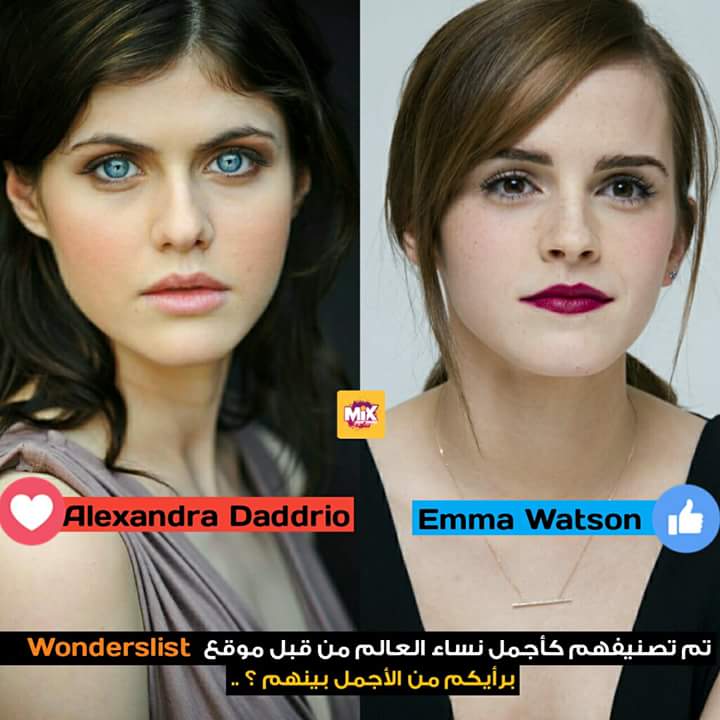 MiX
Alexandra Daddrio
Emma Watson
تم تصنيفهم كأجمل نساء العالم من قبل موقع Wonderslist
برأيكم من الأجمل بينهم ؟ ..